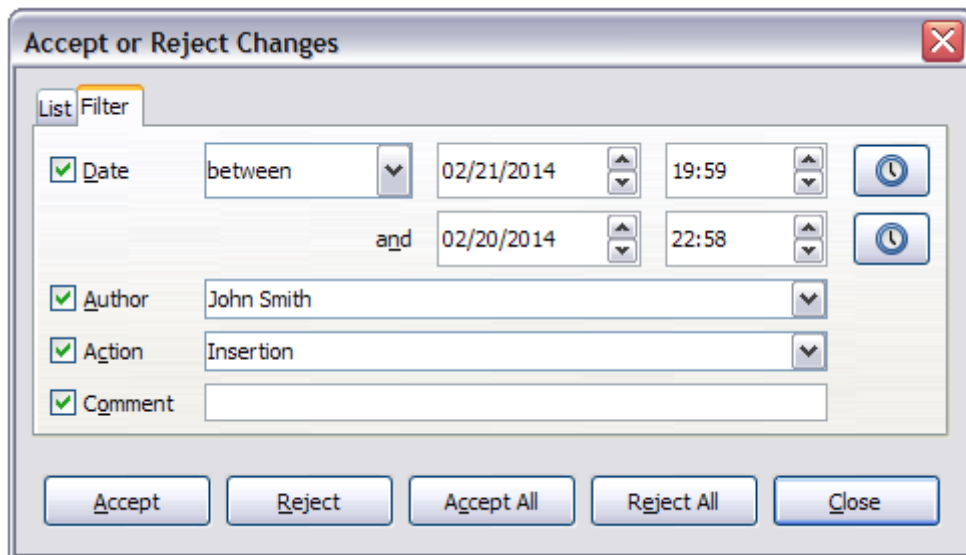 Accept or Reject Changes
List Filter
Date between 02/21/2014 19:59
and 02/20/2014 22:58
Author John Smith
Action Insertion
Comment
Accept Reject Accept All Reject All Close